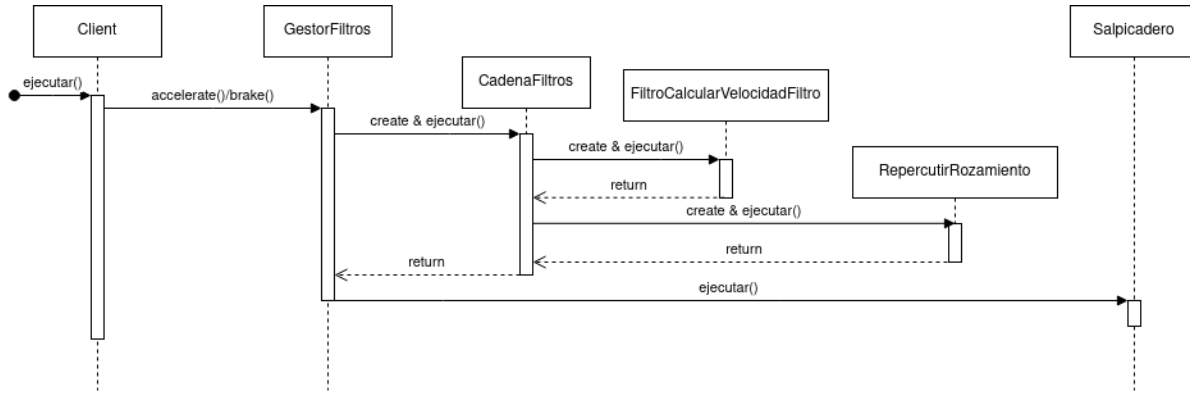 Client
GestorFiltros
Salpicadero
CadenaFiltros
FiltroCalcularVelocidadFiltro
ejecutar()
accelerate()/brake()
create & ejecutar()
create & ejecutar()
RepercutirRozamiento
return
create & ejecutar()
return
return
ejecutar()